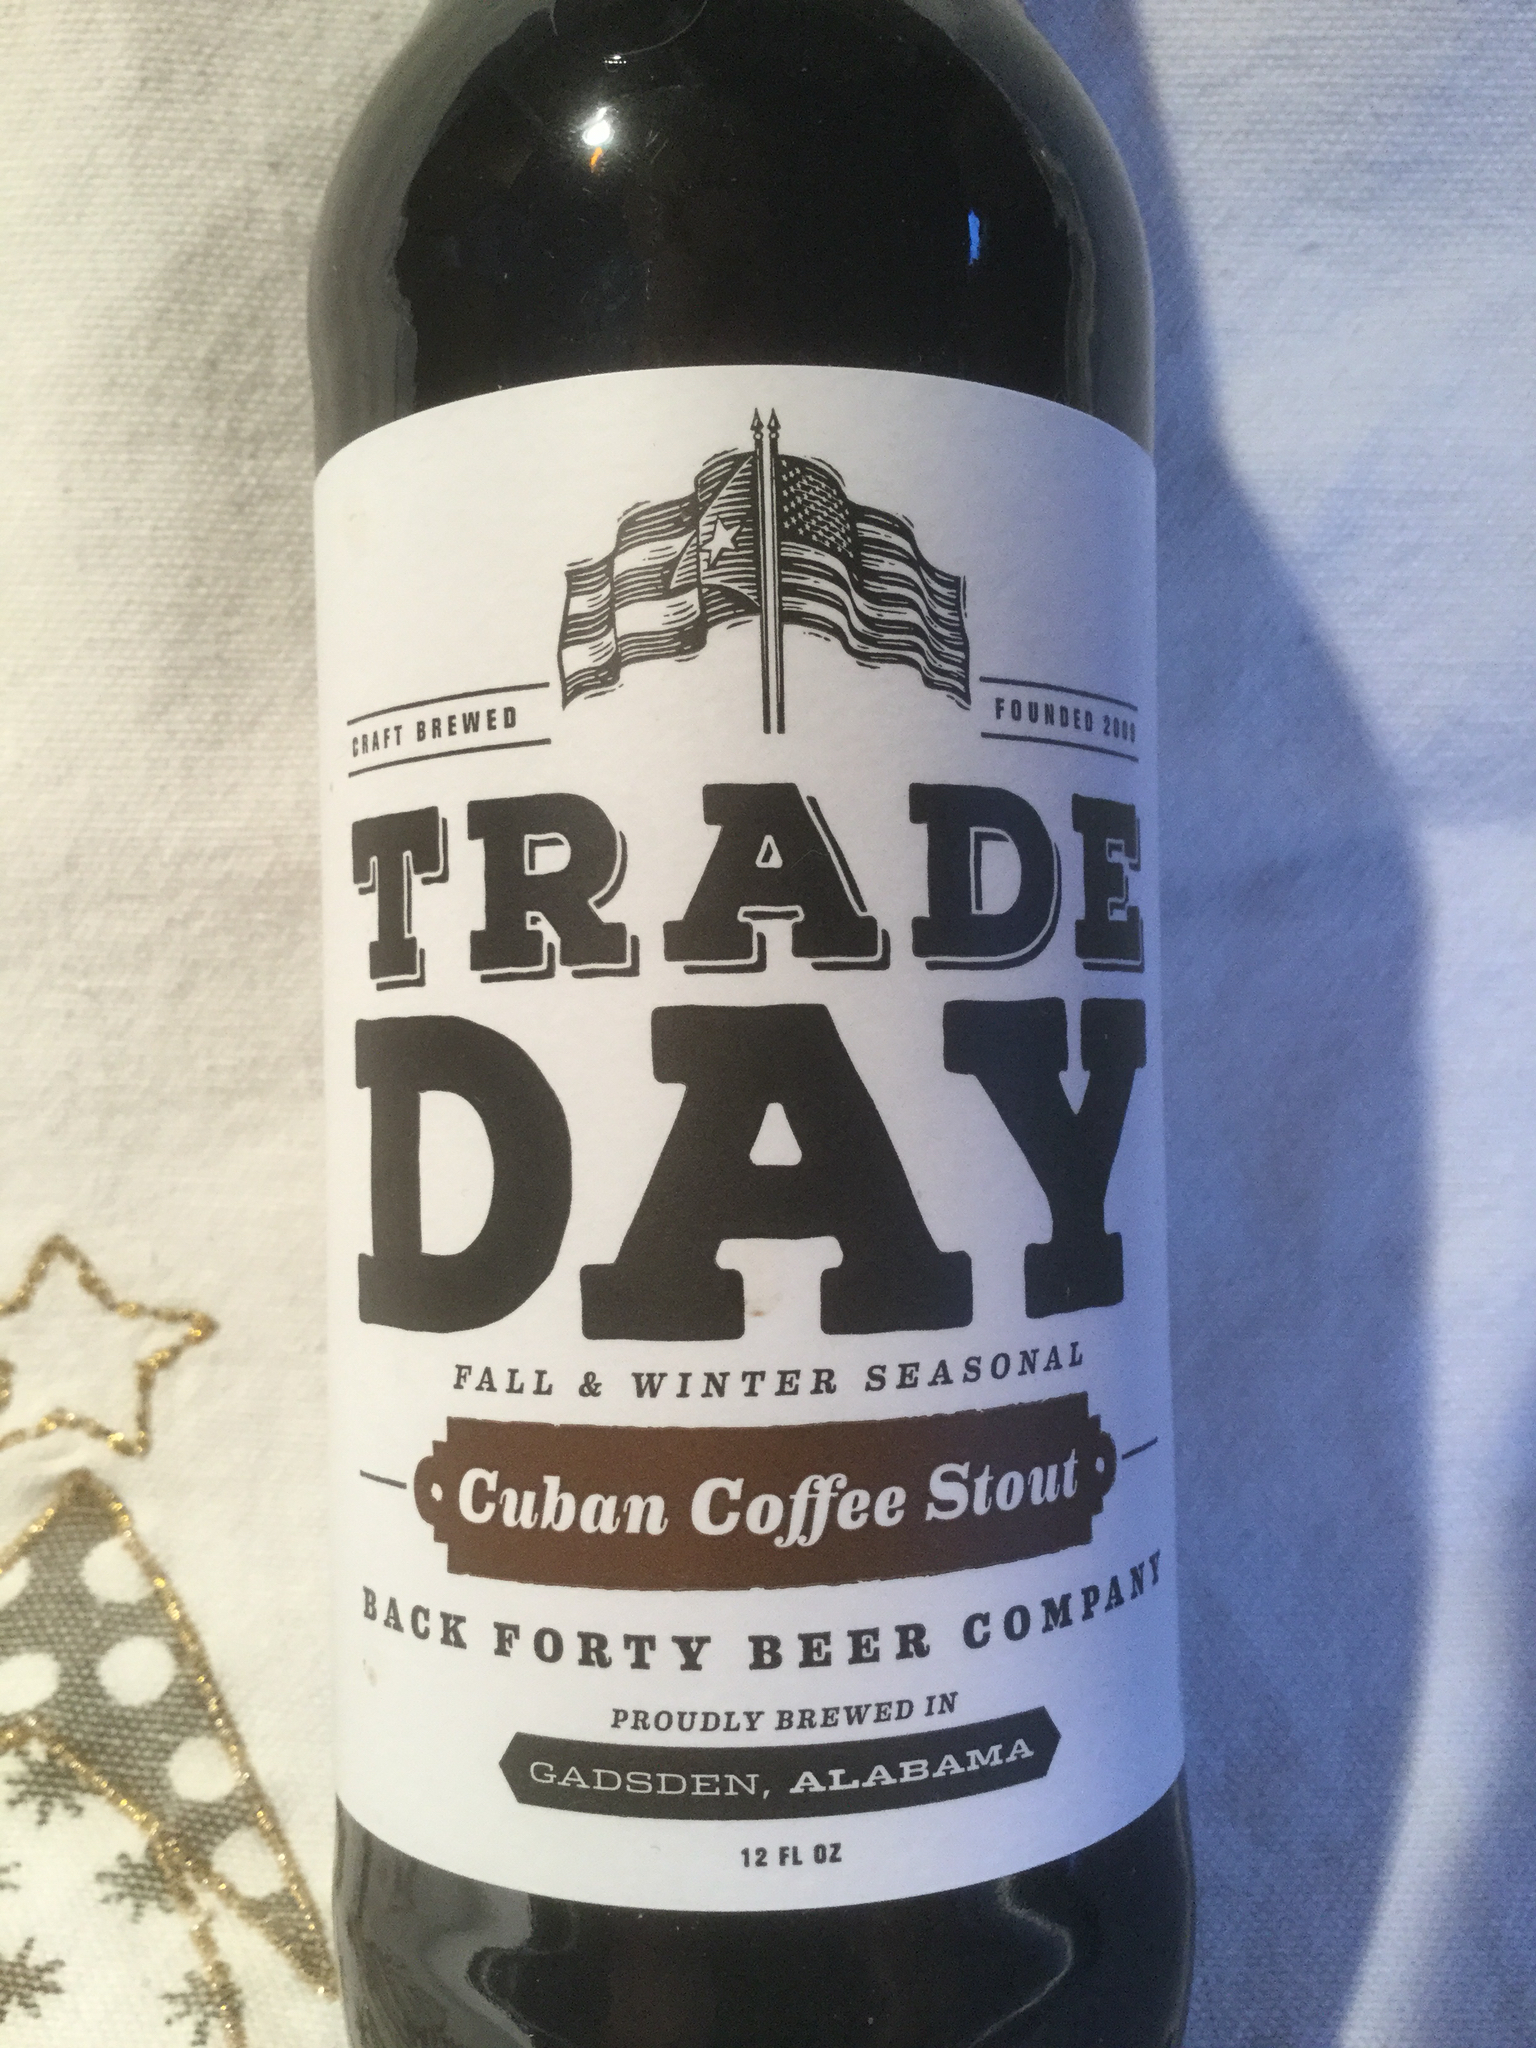 CRAFT BREWED
FOUNDED 2009
TRADE
DAY
FALL & WINTER SEASONAL
Cuban Coffee Stout
BACK FORTY BEER COMPANY
PROUDLY BREWED IN
GADSDEN, ALABAMA
12 FL OZ